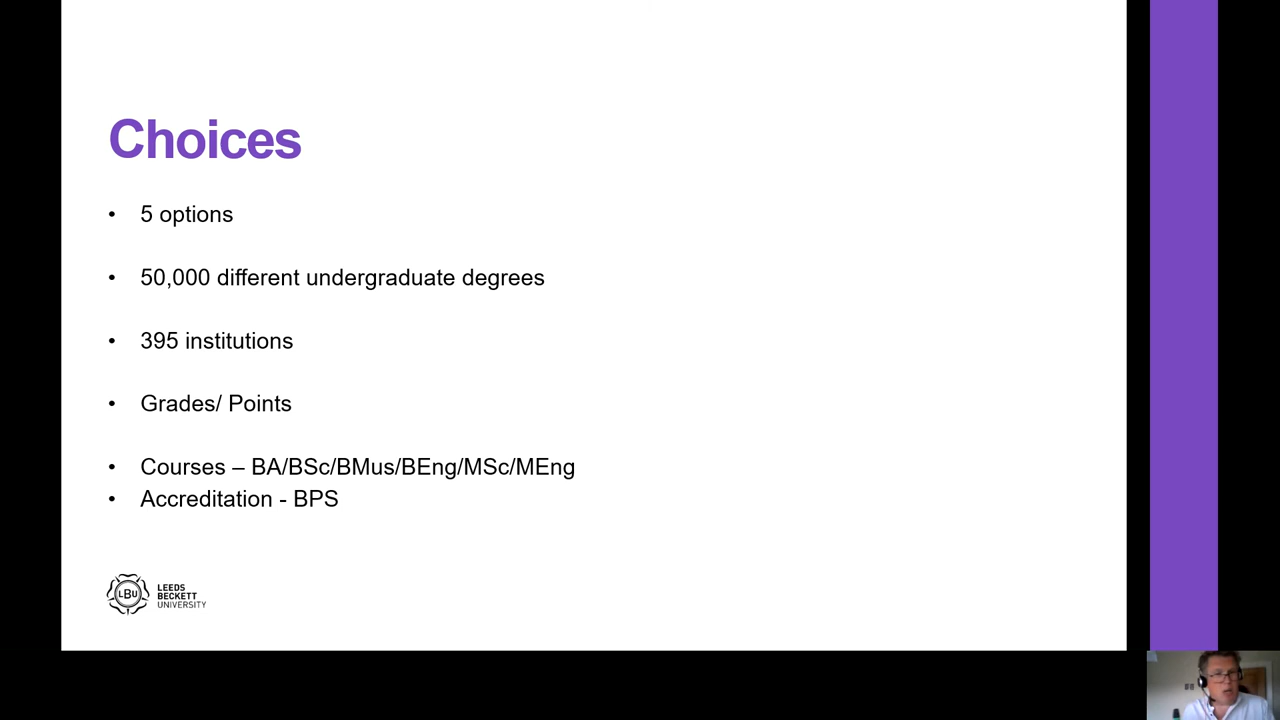 Choices
• 5 options
• 50,000 different undergraduate degrees
• 395 institutions
• Grades/ Points
• Courses – BA/BSc/BMus/BEng/MSc/MEng
• Accreditation - BPS
LBU
LEEDS
BECKETT
UNIVERSITY